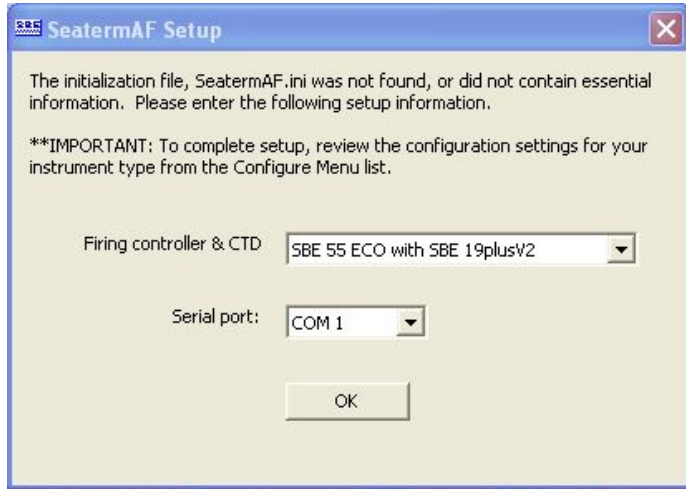 SBE SeatermAF Setup
The initialization file, SeatermAF.ini was not found, or did not contain essential
information. Please enter the following setup information.
**IMPORTANT: To complete setup, review the configuration settings for your
instrument type from the Configure Menu list.
Firing controller & CTD SBE 55 ECO with SBE 19plusV2
Serial port: COM 1
OK